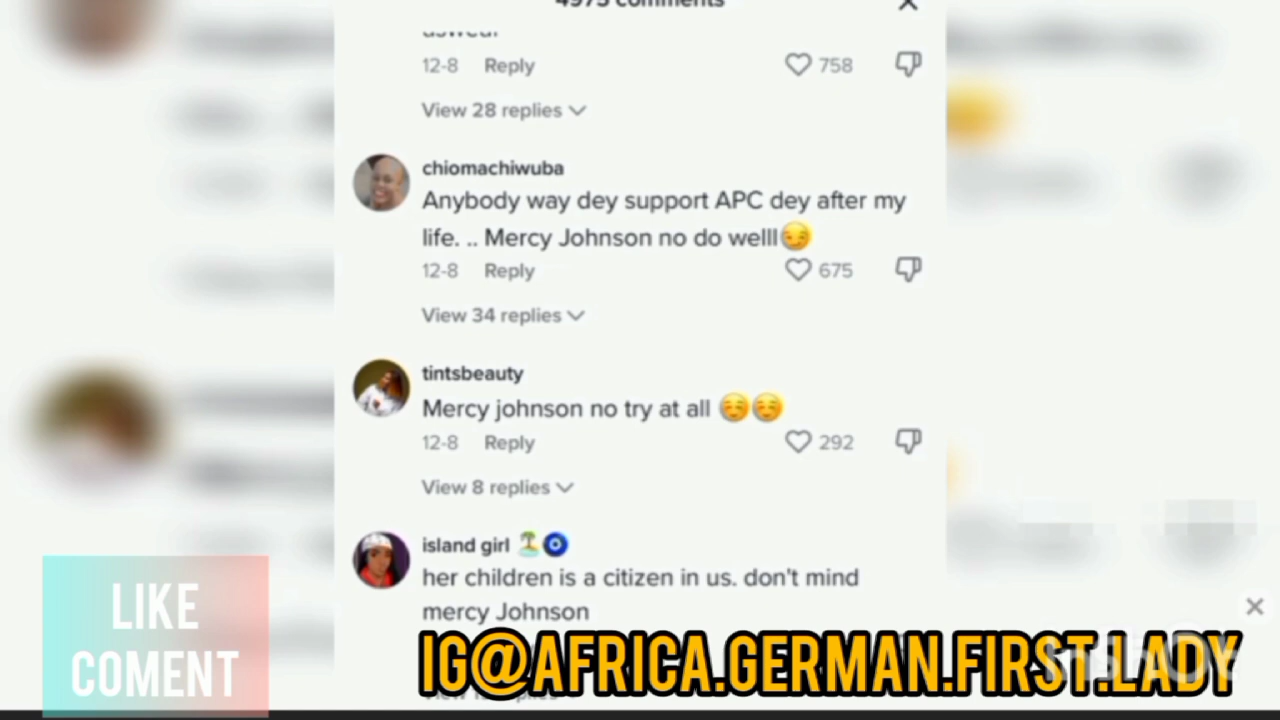 4975 comments
12-8 Reply 758
View 28 replies
chiomachiwuba
Anybody way dey support APC dey after my
life. .. Mercy Johnson no do welll😏
12-8 Reply 675
View 34 replies
tintsbeauty
Mercy johnson no try at all ☺️☺️
12-8 Reply 292
View 8 replies
island girl 🏝️🧿
her children is a citizen in us. don't mind
mercy Johnson
LIKE
COMENT
IG@AFRICA.GERMAN.FIRST.LADY